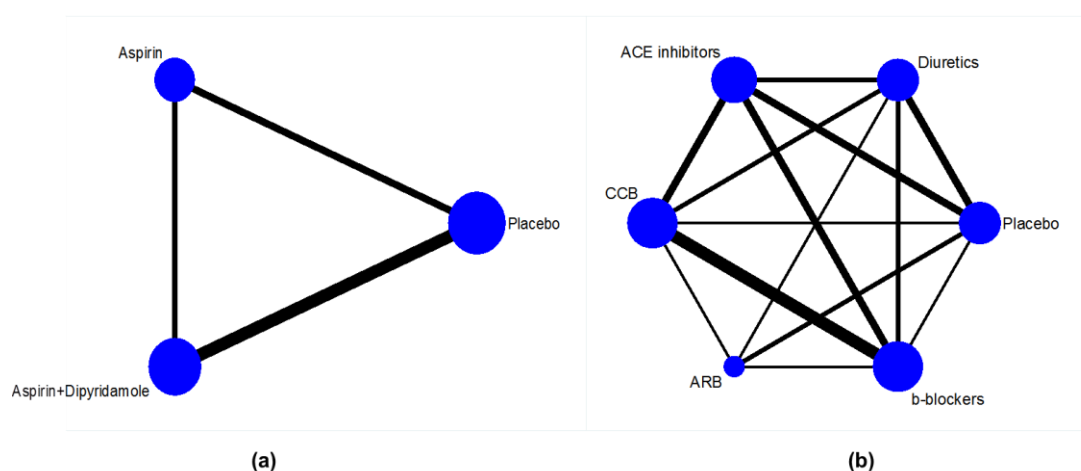 Aspirin
Placebo
Aspirin+Dipyridamole
(a)
ACE inhibitors
Diuretics
CCB
Placebo
ARB
b-blockers
(b)